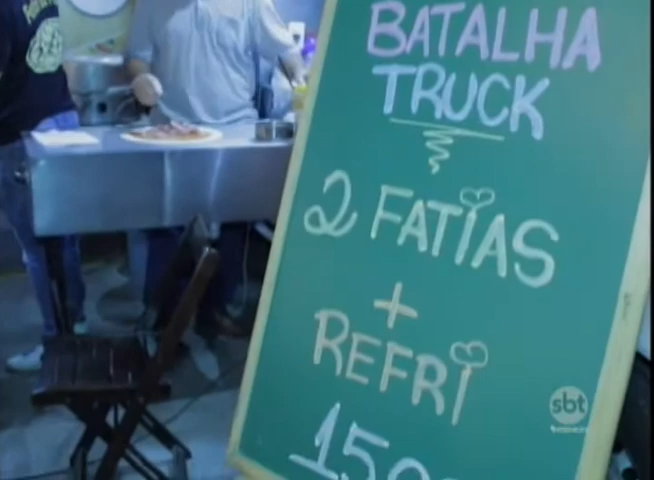 BATALHA
TRUCK
2 FATIAS
+
REFRI
sbt